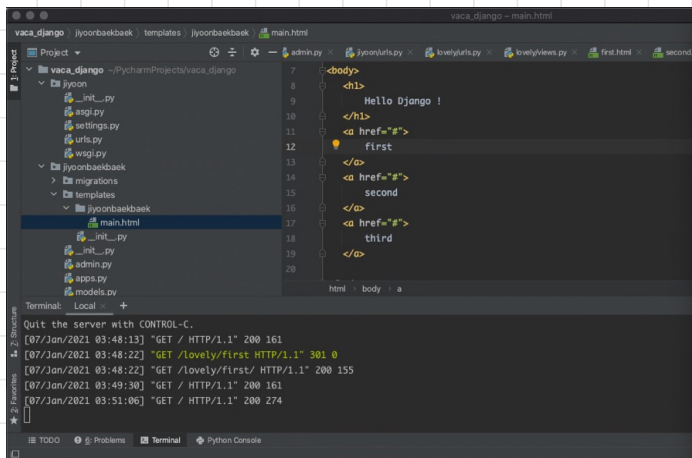 vaca_django – main.html
vaca_django jiyoonbaekbaek templates jiyoonbaekbaek main.html
1: Project
Project
admin.py jiyoon/urls.py lovely/urls.py lovely/views.py first.html second.
vaca_django ~/PycharmProjects/vaca_django
jiyoon
__init__.py
asgi.py
settings.py
urls.py
wsgi.py
jiyoonbaekbaek
migrations
templates
jiyoonbaekbaek
main.html
__init__.py
__init__.py
admin.py
apps.py
models.py
7 <body>
8 <h1>
9 Hello Django !
10 </h1>
11 <a href="#">
12 first
13 </a>
14 <a href="#">
15 second
16 </a>
17 <a href="#">
18 third
19 </a>
20
html body a
Terminal: Local × +
Quit the server with CONTROL-C.
[07/Jan/2021 03:48:13] "GET / HTTP/1.1" 200 161
[07/Jan/2021 03:48:22] "GET /lovely/first HTTP/1.1" 301 0
[07/Jan/2021 03:48:22] "GET /lovely/first/ HTTP/1.1" 200 155
[07/Jan/2021 03:49:30] "GET / HTTP/1.1" 200 161
[07/Jan/2021 03:51:06] "GET / HTTP/1.1" 200 274
Z: Structure
2: Favorites
TODO 6: Problems Terminal Python Console